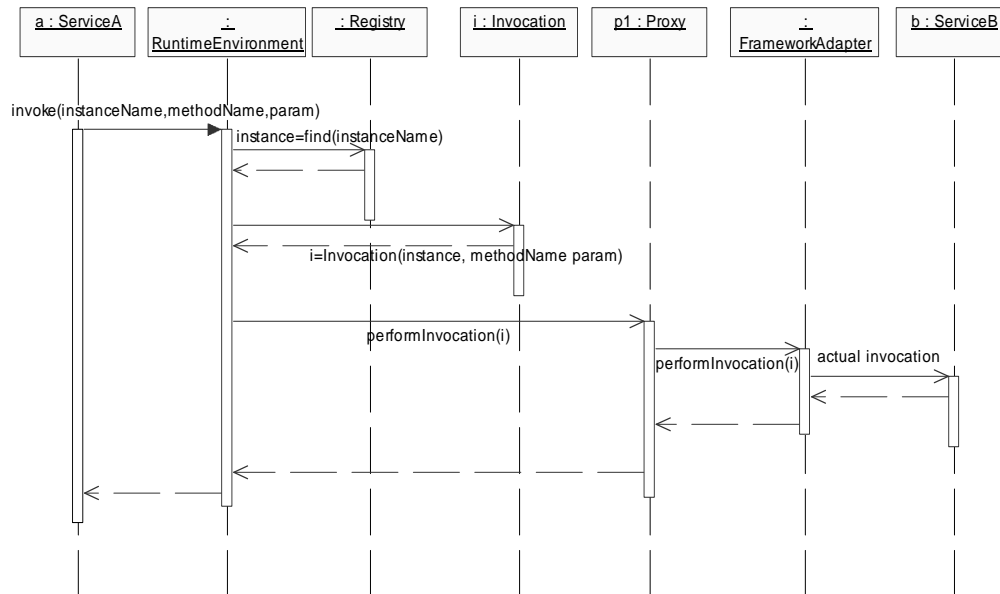 a : ServiceA
:
RuntimeEnvironment
: Registry
i : Invocation
p1 : Proxy
:
FrameworkAdapter
b : ServiceB
invoke(instanceName,methodName,param)
instance=find(instanceName)
i=Invocation(instance, methodName param)
performInvocation(i)
performInvocation(i)
actual invocation